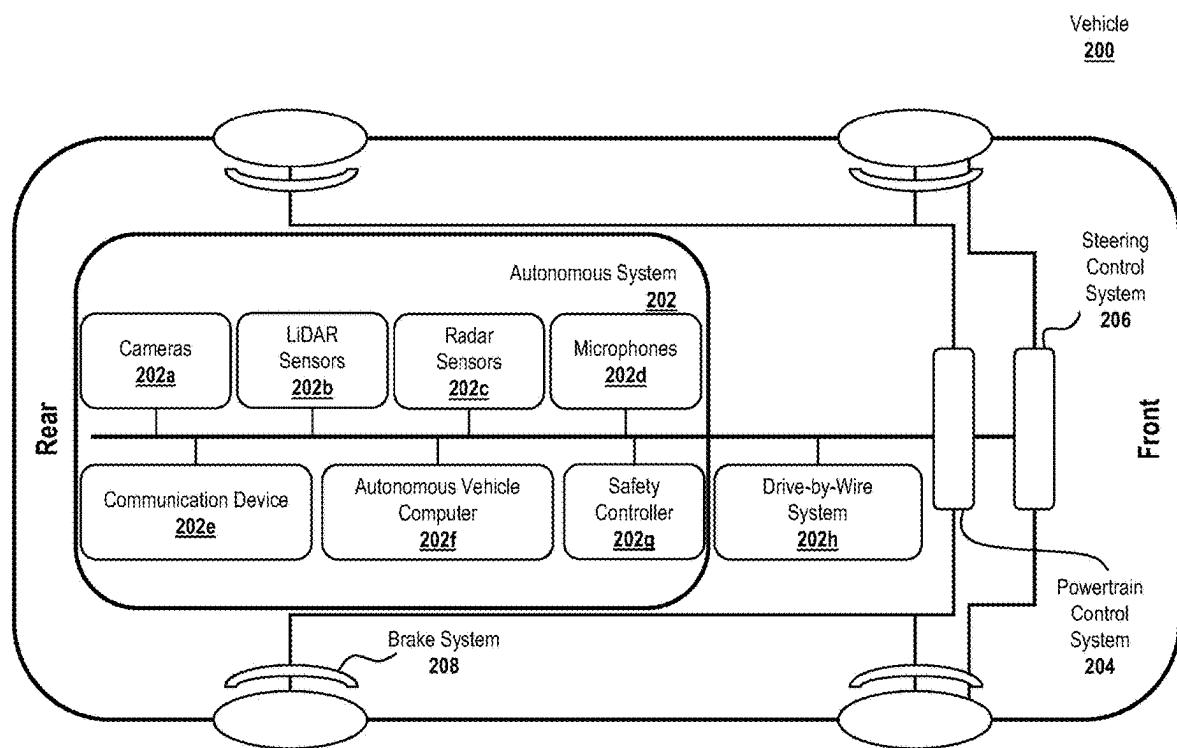 Vehicle
200
Autonomous System
202
Steering
Control
System
206
Cameras
202a
LiDAR
Sensors
202b
Radar
Sensors
202c
Microphones
202d
Rear
Front
Communication Device
202e
Autonomous Vehicle
Computer
202f
Safety
Controller
202g
Drive-by-Wire
System
202h
Powertrain
Control
System
204
Brake System
208